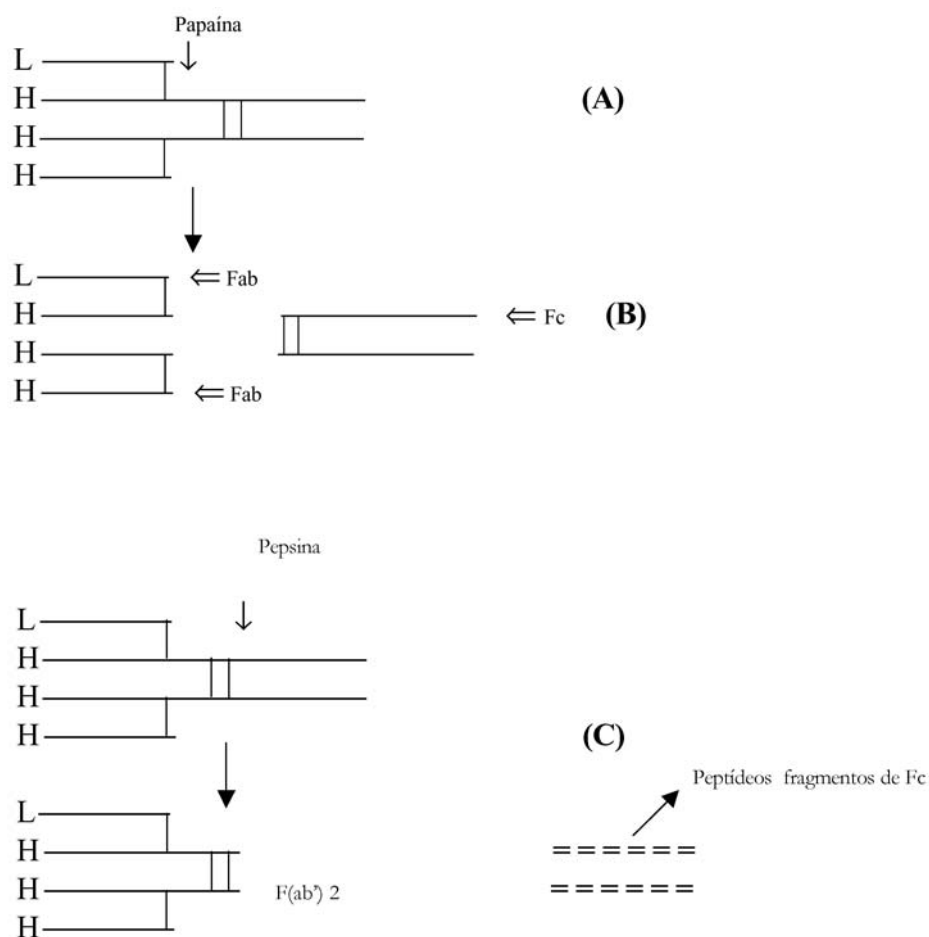 Papaína
L
H
(A)
H
H
L
⇐ Fab
H
⇐ Fc
(B)
H
H
⇐ Fab
Pepsina
L
H
H
H
(C)
Peptídeos fragmentos de Fc
L
H
H
F(ab') 2
H